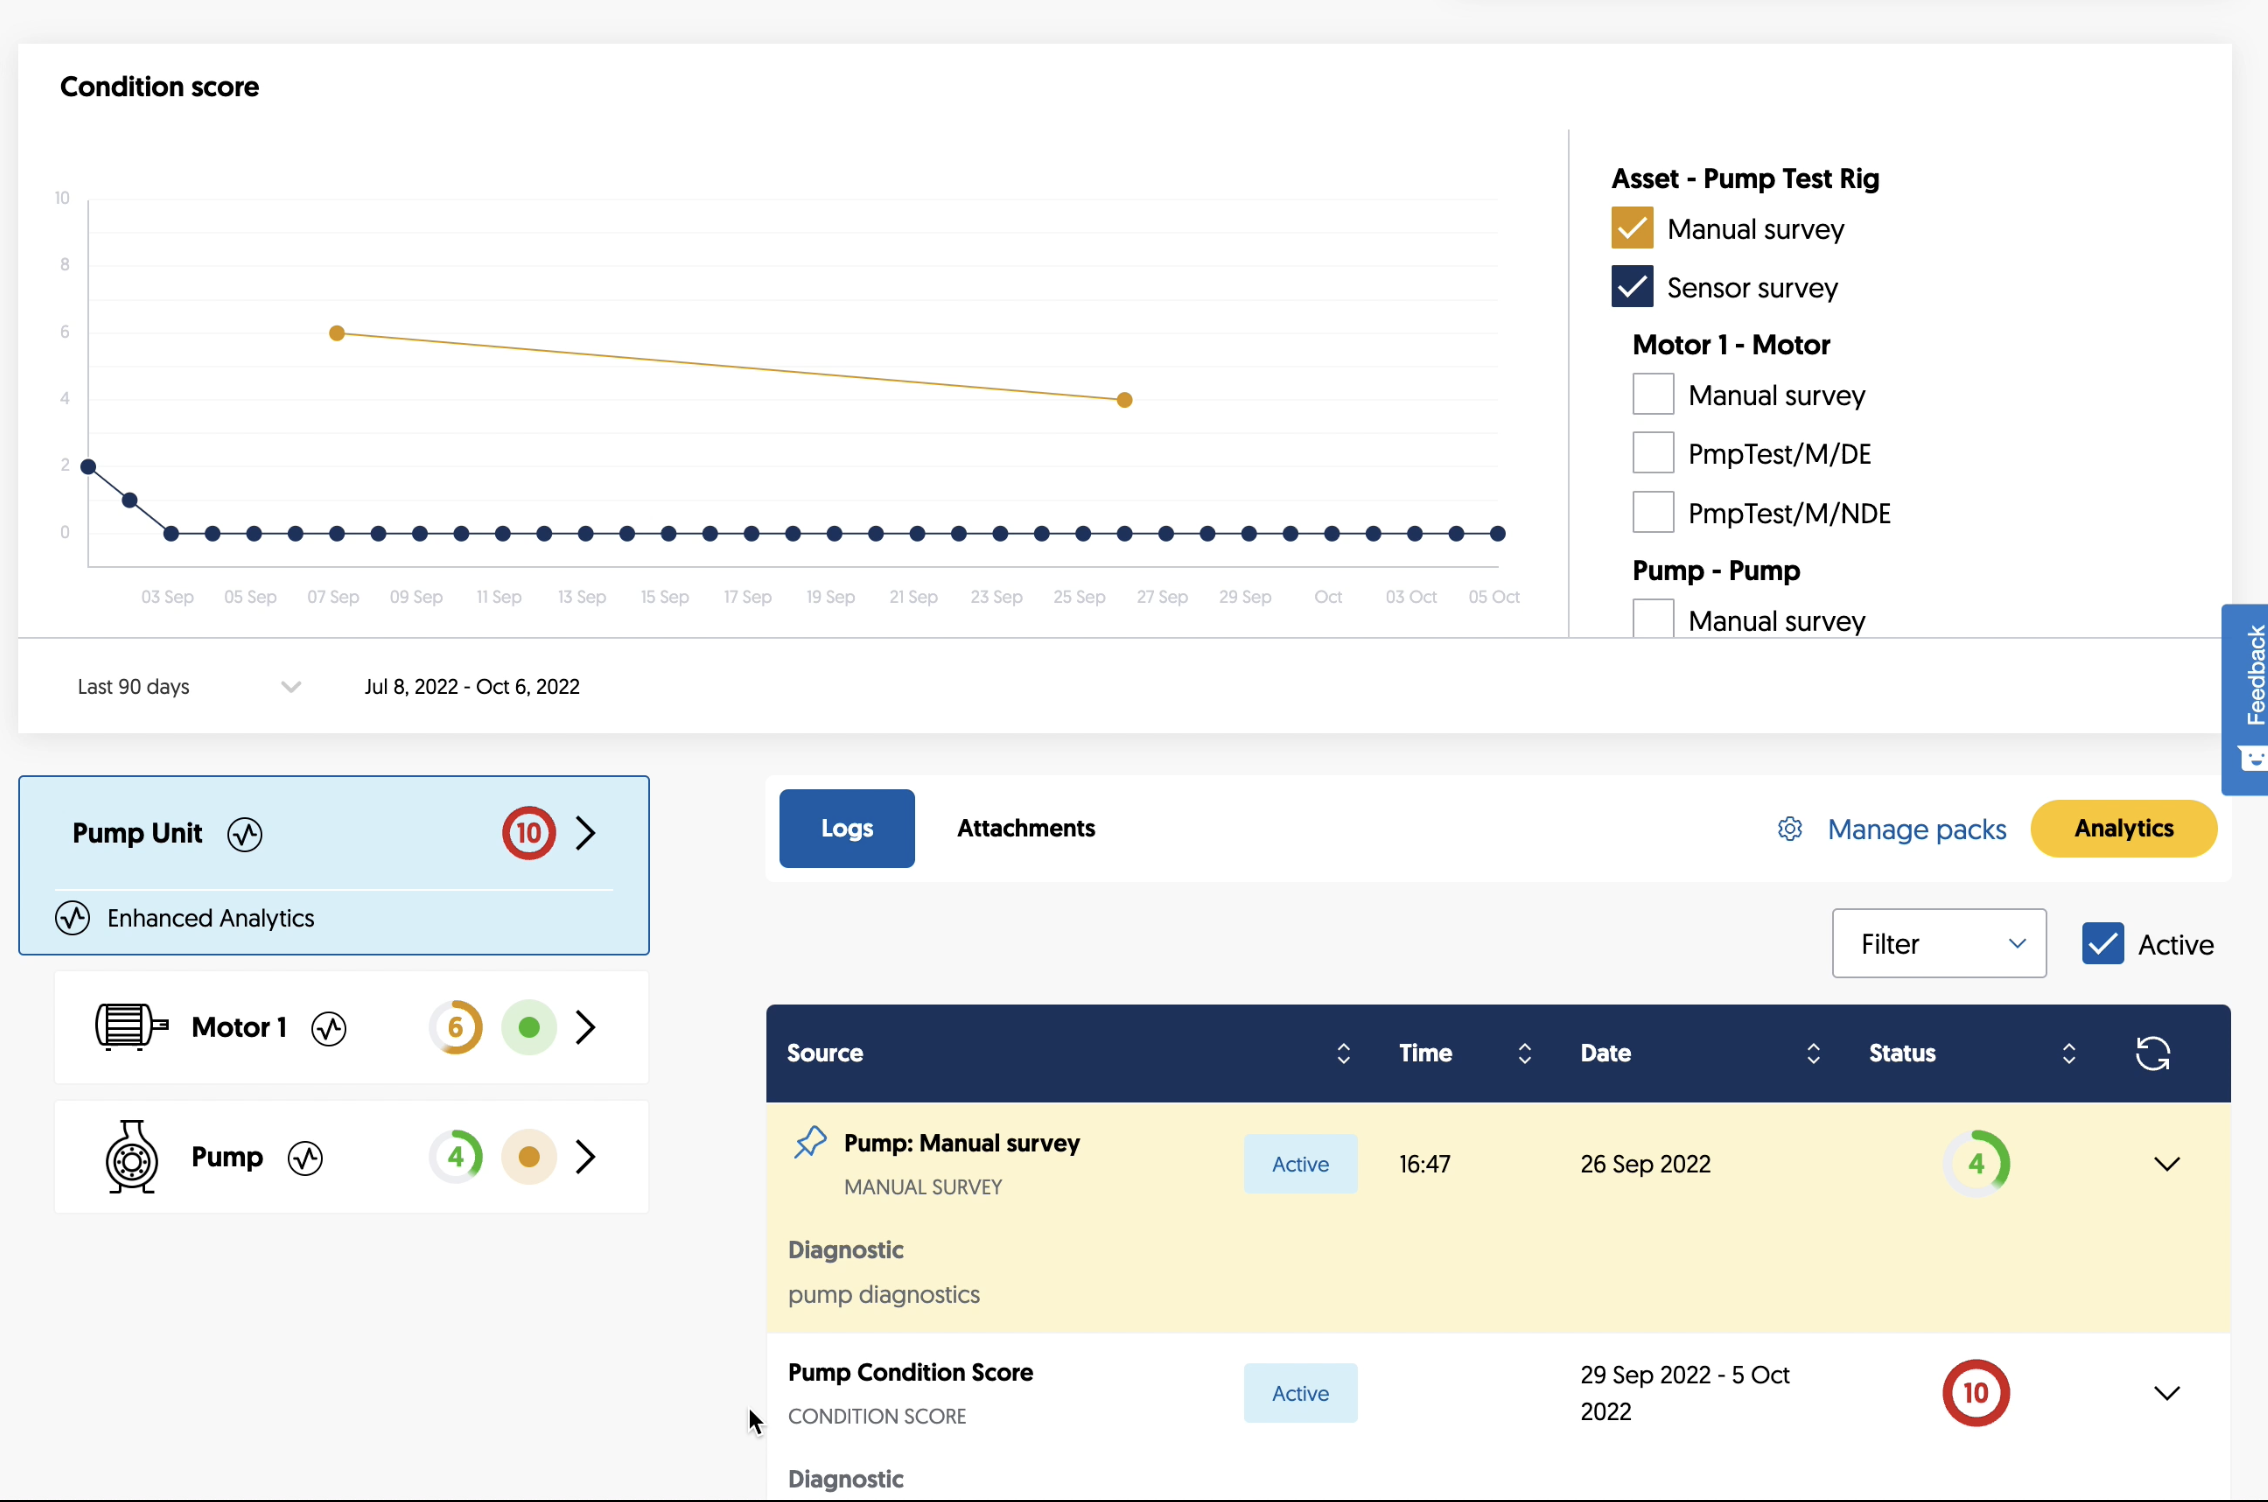 Condition score
10
8
6
4
2
0
03 Sep 05 Sep 07 Sep 09 Sep 11 Sep 13 Sep 15 Sep 17 Sep 19 Sep 21 Sep 23 Sep 25 Sep 27 Sep 29 Sep Oct 03 Oct 05 Oct
Asset - Pump Test Rig
Manual survey
Sensor survey
Motor 1 - Motor
Manual survey
PmpTest/M/DE
PmpTest/M/NDE
Pump - Pump
Manual survey
Last 90 days Jul 8, 2022 - Oct 6, 2022
Feedback
Pump Unit 10
Enhanced Analytics
Motor 1 6
Pump 4
Logs Attachments Manage packs Analytics
Filter Active
Source Time Date Status
Pump: Manual survey Active 16:47 26 Sep 2022 4
MANUAL SURVEY
Diagnostic
pump diagnostics
Pump Condition Score Active 29 Sep 2022 - 5 Oct 10
2022
CONDITION SCORE
Diagnostic